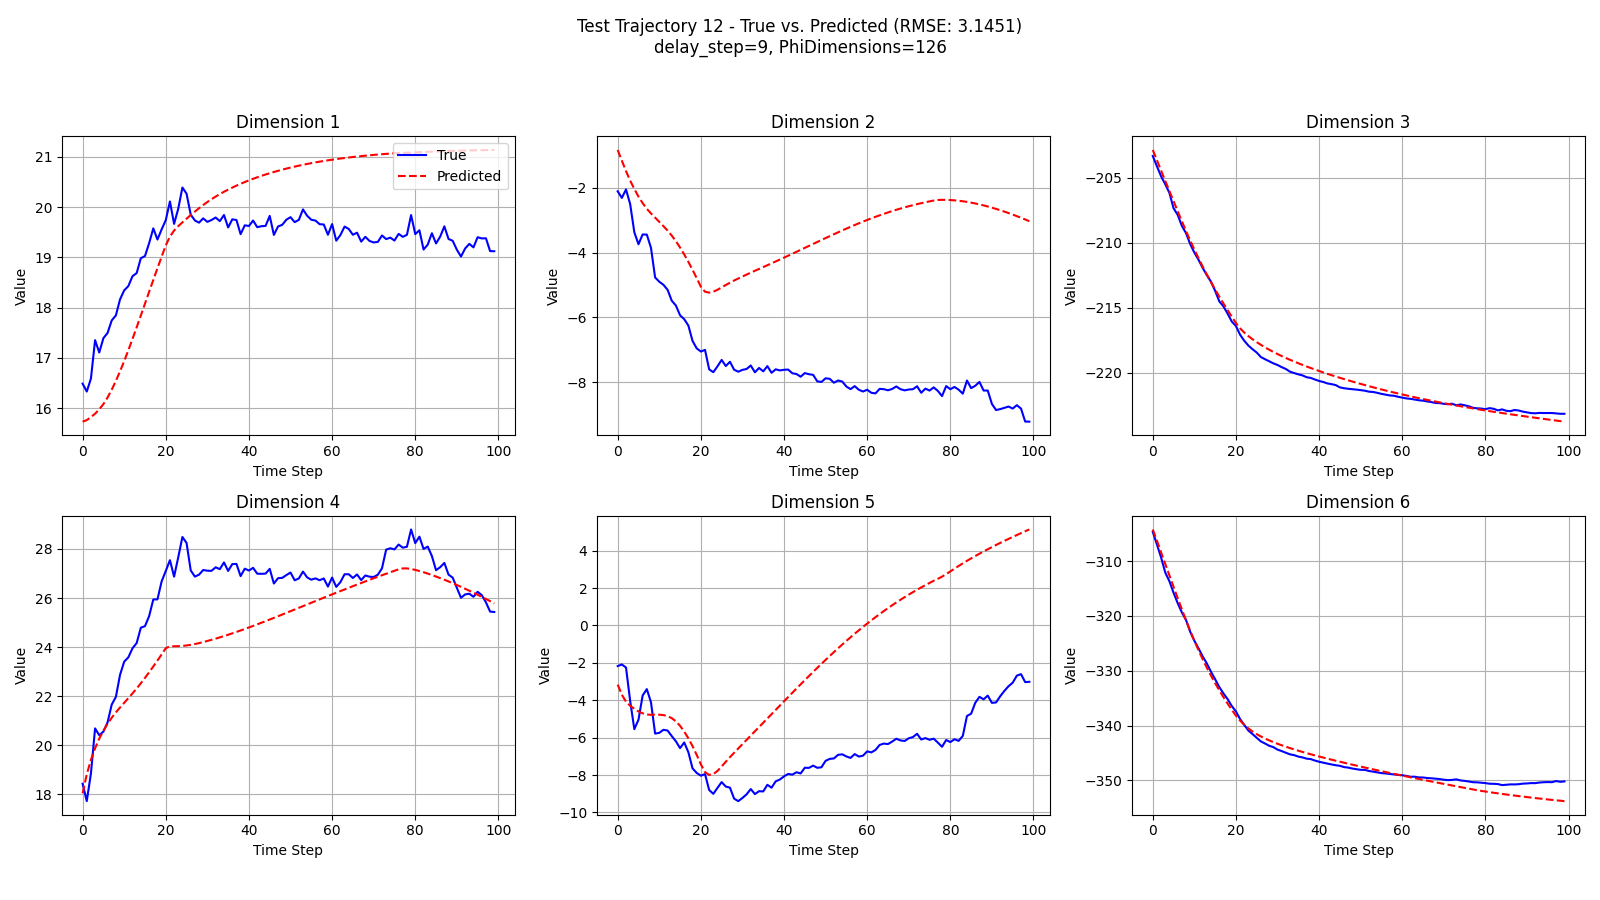 Test Trajectory 12 - True vs. Predicted (RMSE: 3.1451)
delay_step=9, PhiDimensions=126
Dimension 1
21
20
19
18
17
16
Value
0 20 40 60 80 100
Time Step
True
Predicted
Dimension 2
−2
−4
−6
−8
Value
0 20 40 60 80 100
Time Step
Dimension 3
−205
−210
−215
−220
Value
0 20 40 60 80 100
Time Step
Dimension 4
28
26
24
22
20
18
Value
0 20 40 60 80 100
Time Step
Dimension 5
4
2
0
−2
−4
−6
−8
−10
Value
0 20 40 60 80 100
Time Step
Dimension 6
−310
−320
−330
−340
−350
Value
0 20 40 60 80 100
Time Step